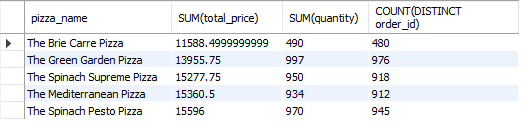 pizza_name SUM(total_price) SUM(quantity) COUNT(DISTINCT
order_id)
The Brie Carre Pizza 11588.4999999999 490 480
The Green Garden Pizza 13955.75 997 976
The Spinach Supreme Pizza 15277.75 950 918
The Mediterranean Pizza 15360.5 934 912
The Spinach Pesto Pizza 15596 970 945